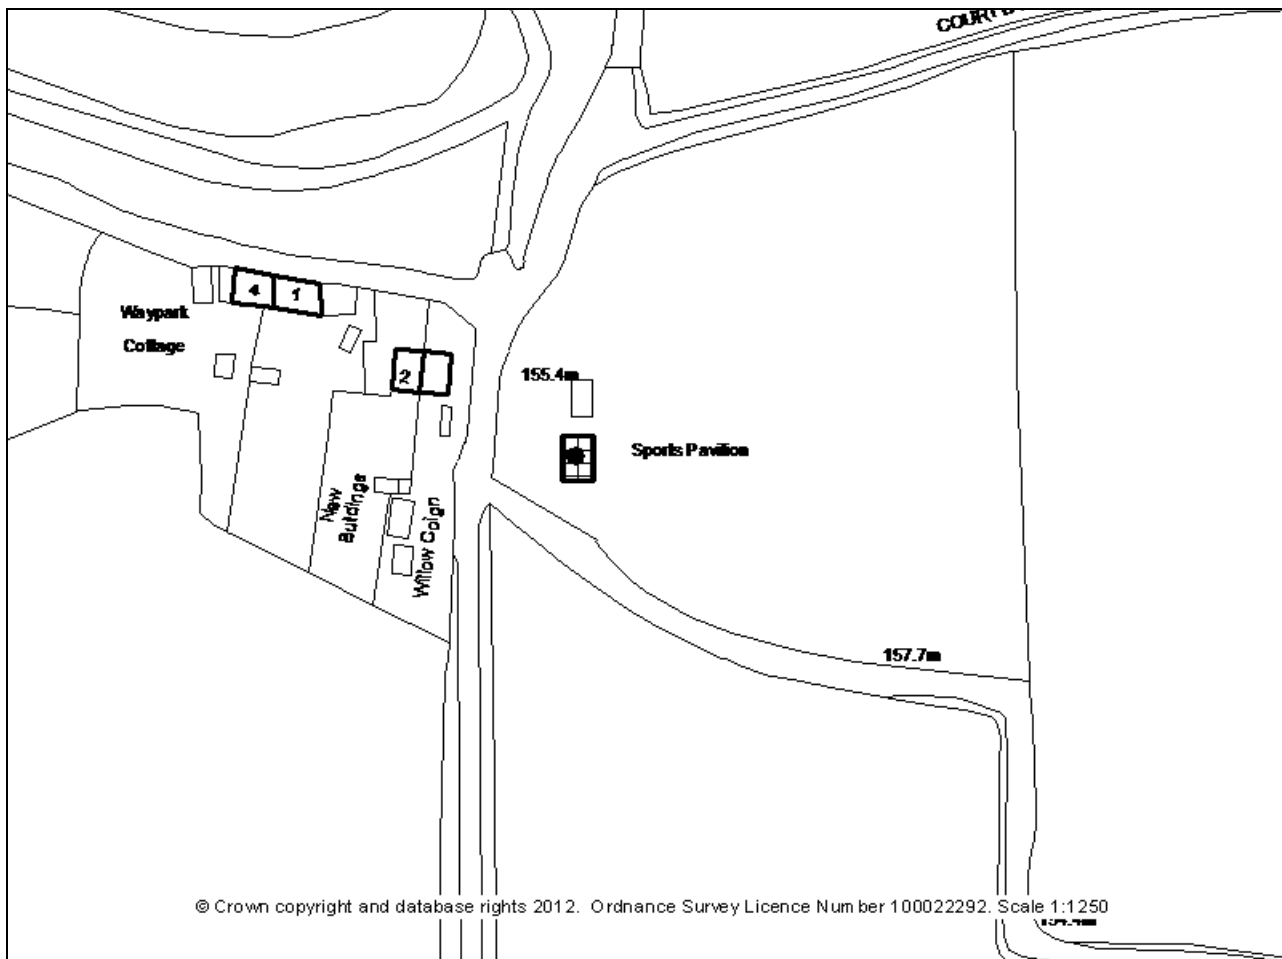 4
1
Waypark
Cottage
2
155.4m
Sports Pavilion
New
Buildings
Willow Coign
157.7m
© Crown copyright and database rights 2012. Ordnance Survey Licence Number 100022292. Scale 1:1250